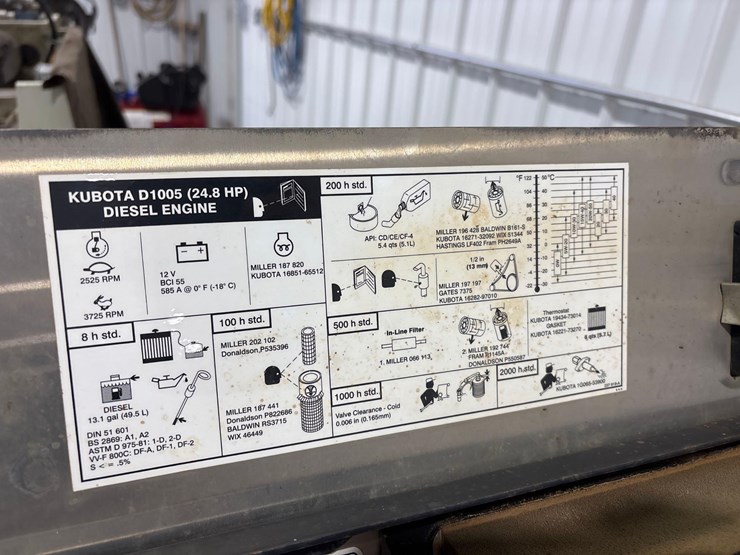 KUBOTA D1005 (24.8 HP)
DIESEL ENGINE
2525 RPM
3725 RPM
12 V
BCI 55
585 A @ 0° F (-18° C)
MILLER 187 820
KUBOTA 16851-65512
8 h std.
DIESEL
13.1 gal (49.5 L)
DIN 51 601
BS 2869: A1, A2
ASTM D 975-81: 1-D, 2-D
VV-F 800C: DF-A, DF-1, DF-2
S < = .5%
100 h std.
MILLER 202 102
Donaldson P535396
MILLER 187 441
Donaldson P822686
BALDWIN RS3715
WIX 46449
200 h std.
API: CD/CE/CF-4
5.4 qts (5.1L)
MILLER 196 428 BALDWIN B161-S
KUBOTA 16271-32092 WIX 51344
HASTINGS LF402 Fram PH2849A
1/2 in
(13 mm)
MILLER 197 197
GATES 7375
KUBOTA 16282-97010
°F 122
50 °C
500 h std.
In-Line Filter
1. MILLER 066 113
2. MILLER 192 744
DONALDSON P550587
Thermostat
KUBOTA 19434-73014
GASKET
KUBOTA 16221-73270
1000 h std.
Valve Clearance - Cold
0.006 in (0.165mm)
2000 h std.